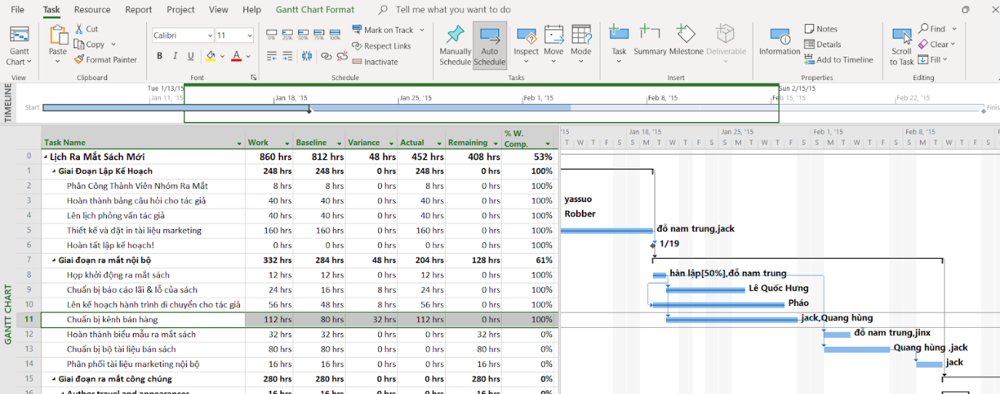 File Task Resource Report Project View Help Gantt Chart Format Tell me what you want to do
Gantt Chart
View
Paste
Cut
Copy
Format Painter
Clipboard
Calibri 11
B I U A
Font
0% 25% 50% 75% 100%
Mark on Track
Respect Links
Inactivate
Schedule
Manually Schedule
Auto Schedule
Inspect
Move
Mode
Tasks
Task
Summary
Milestone
Deliverable
Insert
Information
Notes
Details
Add to Timeline
Properties
Scroll to Task
Find
Clear
Fill
Editing
TIMELINE
Tue 1/13/15 Sun 2/15/15
Jan 11, '15 Jan 18, '15 Jan 25, '15 Feb 1, '15 Feb 8, '15 Feb 15, '15 Feb 22, '15
Start Finis
GANTT CHART
Task Name Work Baseline Variance Actual Remaining % W. Comp.
'15 Jan 18, '15 Jan 25, '15 Feb 1, '15 Feb 8, '15
T W T F S S M T W T F S S M T W T F S S M T W T F S S M T W T F
0 Lịch Ra Mắt Sách Mới 860 hrs 812 hrs 48 hrs 452 hrs 408 hrs 53%
1 Giai Đoạn Lập Kế Hoạch 248 hrs 248 hrs 0 hrs 248 hrs 0 hrs 100%
2 Phân Công Thành Viên Nhóm Ra Mắt 8 hrs 8 hrs 0 hrs 8 hrs 0 hrs 100%
3 Hoàn thành bảng câu hỏi cho tác giả 40 hrs 40 hrs 0 hrs 40 hrs 0 hrs 100% yassuo
4 Lên lịch phỏng vấn tác giả 40 hrs 40 hrs 0 hrs 40 hrs 0 hrs 100% Robber
5 Thiết kế và đặt in tài liệu marketing 160 hrs 160 hrs 0 hrs 160 hrs 0 hrs 100% đỗ nam trung,jack
6 Hoàn tất lập kế hoạch! 0 hrs 0 hrs 0 hrs 0 hrs 0 hrs 100% 1/19
7 Giai đoạn ra mắt nội bộ 332 hrs 284 hrs 48 hrs 204 hrs 128 hrs 61%
8 Họp khởi động ra mắt sách 12 hrs 12 hrs 0 hrs 12 hrs 0 hrs 100% hàn lập[50%],đỗ nam trung
9 Chuẩn bị báo cáo lãi & lỗ của sách 24 hrs 16 hrs 8 hrs 24 hrs 0 hrs 100% Lê Quốc Hưng
10 Lên kế hoạch hành trình di chuyển cho tác giả 56 hrs 48 hrs 8 hrs 56 hrs 0 hrs 100% Pháo
11 Chuẩn bị kênh bán hàng 112 hrs 80 hrs 32 hrs 112 hrs 0 hrs 100% jack,Quang hùng
12 Hoàn thành biểu mẫu ra mắt sách 32 hrs 32 hrs 0 hrs 0 hrs 32 hrs 0% đỗ nam trung,jinx
13 Chuẩn bị bộ tài liệu bán sách 80 hrs 80 hrs 0 hrs 0 hrs 80 hrs 0% Quang hùng ,jack
14 Phân phối tài liệu marketing nội bộ 16 hrs 16 hrs 0 hrs 0 hrs 16 hrs 0% jack
15 Giai đoạn ra mắt công chúng 280 hrs 280 hrs 0 hrs 0 hrs 280 hrs 0%
Author travel and appearances 16 hrs 16 hrs 0 hrs 0 hrs 16 hrs 0%